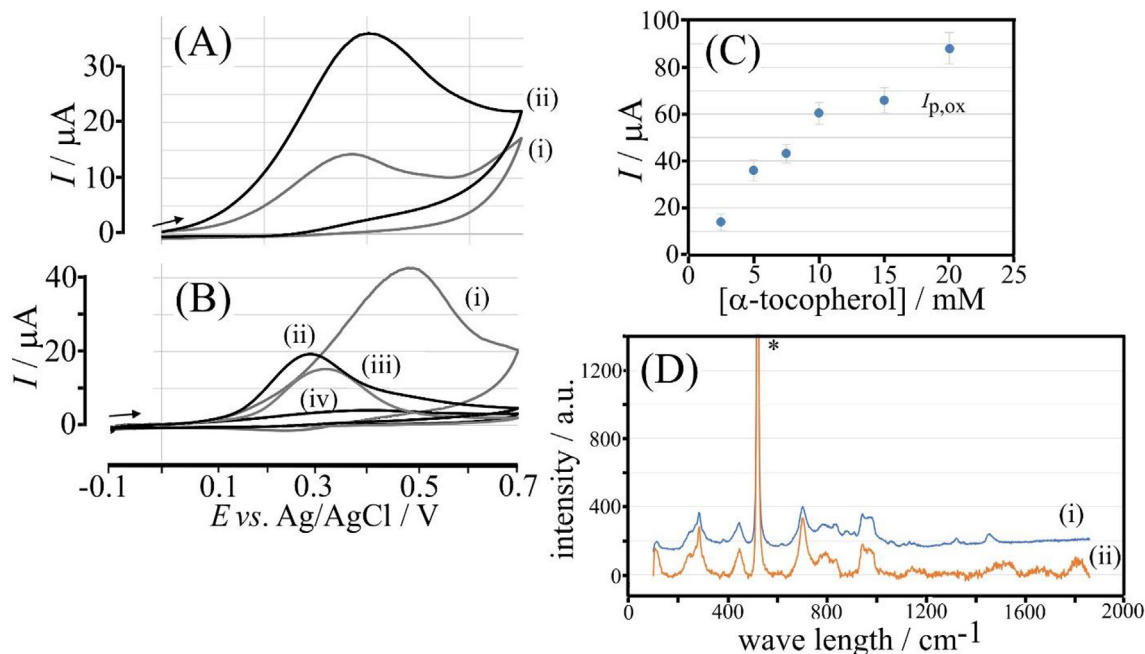 (A)
30
20
10
0
I / µA
(ii)
(i)
(B)
40
20
0
I / µA
(i)
(ii)
(iii)
(iv)
-0.1 0.1 0.3 0.5 0.7
E vs. Ag/AgCl / V
(C)
100
80
60
40
20
0
I / µA
Ip,ox
0 5 10 15 20 25
[α-tocopherol] / mM
(D)
*
1200
800
400
0
intensity / a.u.
(i)
(ii)
0 400 800 1200 1600 2000
wave length / cm-1